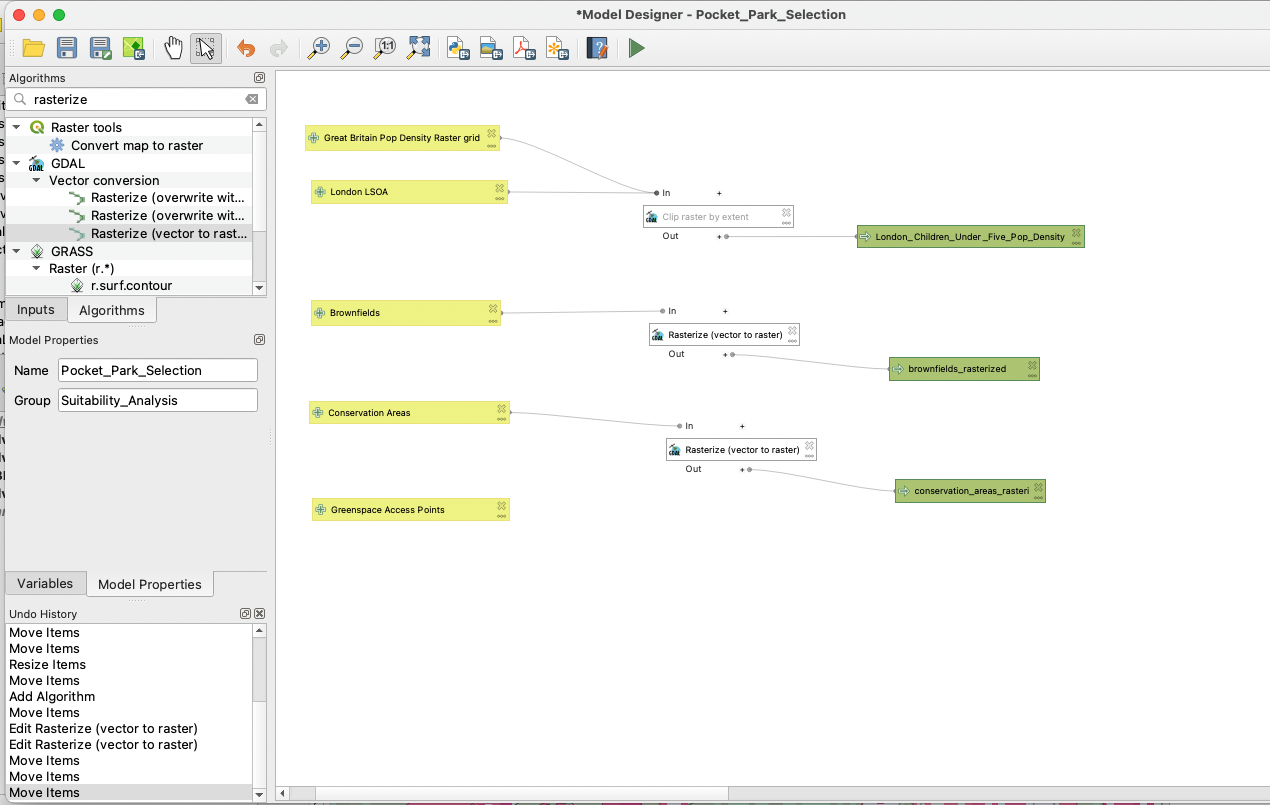 *Model Designer - Pocket_Park_Selection
1:1
Algorithms
rasterize
Raster tools
Convert map to raster
GDAL
Vector conversion
Rasterize (overwrite wit...
Rasterize (overwrite wit...
Rasterize (vector to rast...
GRASS
Raster (r.*)
r.surf.contour
Inputs
Algorithms
Model Properties
Name Pocket_Park_Selection
Group Suitability_Analysis
Variables
Model Properties
Undo History
Move Items
Move Items
Resize Items
Move Items
Add Algorithm
Move Items
Edit Rasterize (vector to raster)
Edit Rasterize (vector to raster)
Move Items
Move Items
Move Items
Great Britain Pop Density Raster grid
London LSOA
In +
GDAL Clip raster by extent
Out +
London_Children_Under_Five_Pop_Density
Brownfields
In +
GDAL Rasterize (vector to raster)
Out +
brownfields_rasterized
Conservation Areas
In +
GDAL Rasterize (vector to raster)
Out +
conservation_areas_rasteri
Greenspace Access Points